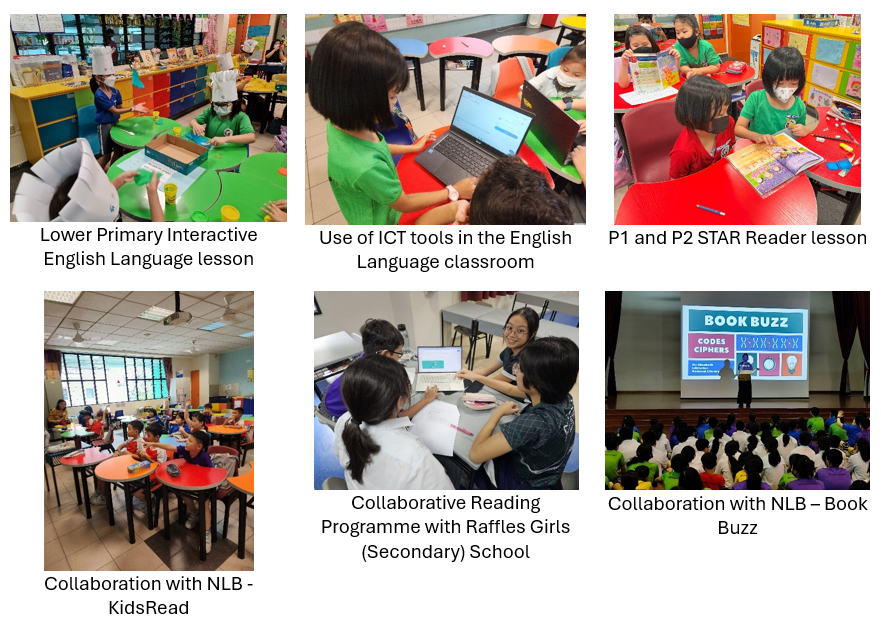 Lower Primary Interactive
English Language lesson
Use of ICT tools in the English
Language classroom
P1 and P2 STAR Reader lesson
BOOK BUZZ
CODES
CIPHERS
Collaboration with NLB -
KidsRead
Collaborative Reading
Programme with Raffles Girls
(Secondary) School
Collaboration with NLB – Book
Buzz